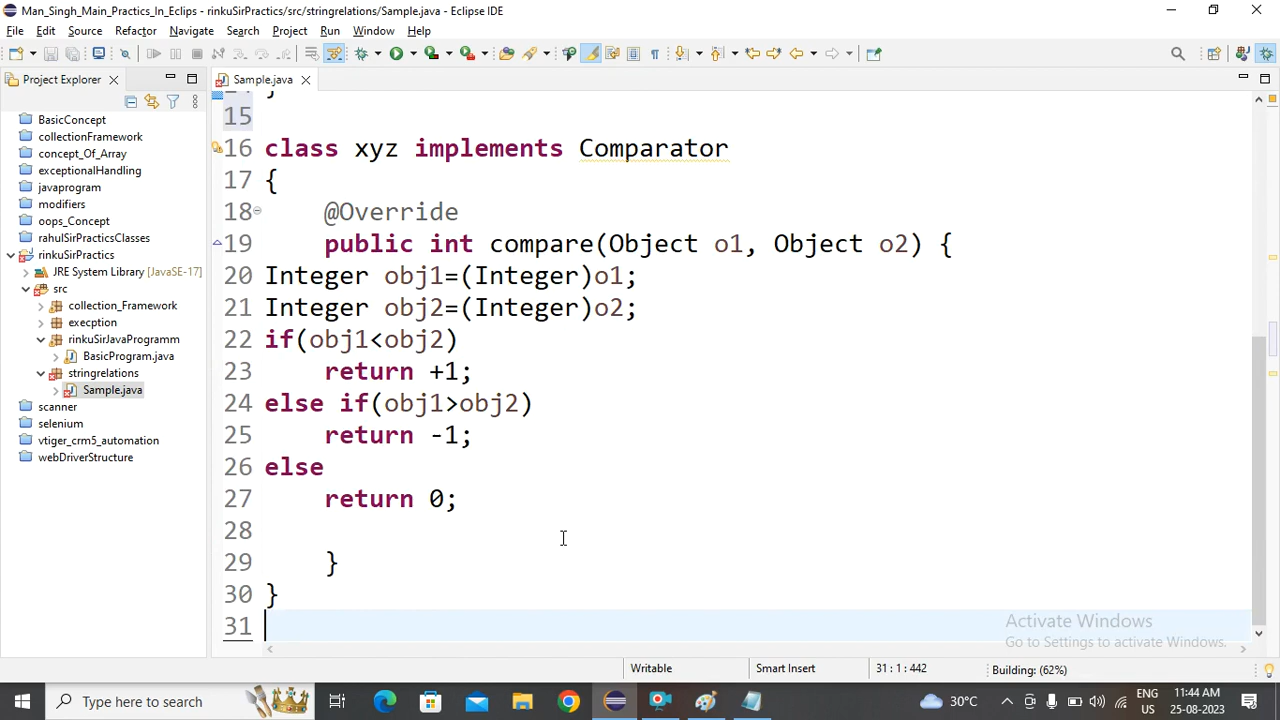 Man_Singh_Main_Practics_In_Eclips - rinkuSirPractics/src/stringrelations/Sample.java - Eclipse IDE
File Edit Source Refactor Navigate Search Project Run Window Help
Project Explorer
Sample.java
BasicConcept
collectionFramework
concept_Of_Array
exceptionalHandling
javaprogram
modifiers
oops_Concept
rahulSirPracticsClasses
rinkuSirPractics
JRE System Library [JavaSE-17]
src
collection_Framework
execption
rinkuSirJavaProgramm
BasicProgram.java
stringrelations
Sample.java
scanner
selenium
vtiger_crm5_automation
webDriverStructure
15
16 class xyz implements Comparator
17 {
18 @Override
19 public int compare(Object o1, Object o2) {
20 Integer obj1=(Integer)o1;
21 Integer obj2=(Integer)o2;
22 if(obj1<obj2)
23 return +1;
24 else if(obj1>obj2)
25 return -1;
26 else
27 return 0;
28
29 }
30 }
31
Activate Windows
Go to Settings to activate Windows.
Writable Smart Insert 31 : 1 : 442 Building: (62%)
Type here to search
30°C
ENG
US
11:44 AM
25-08-2023